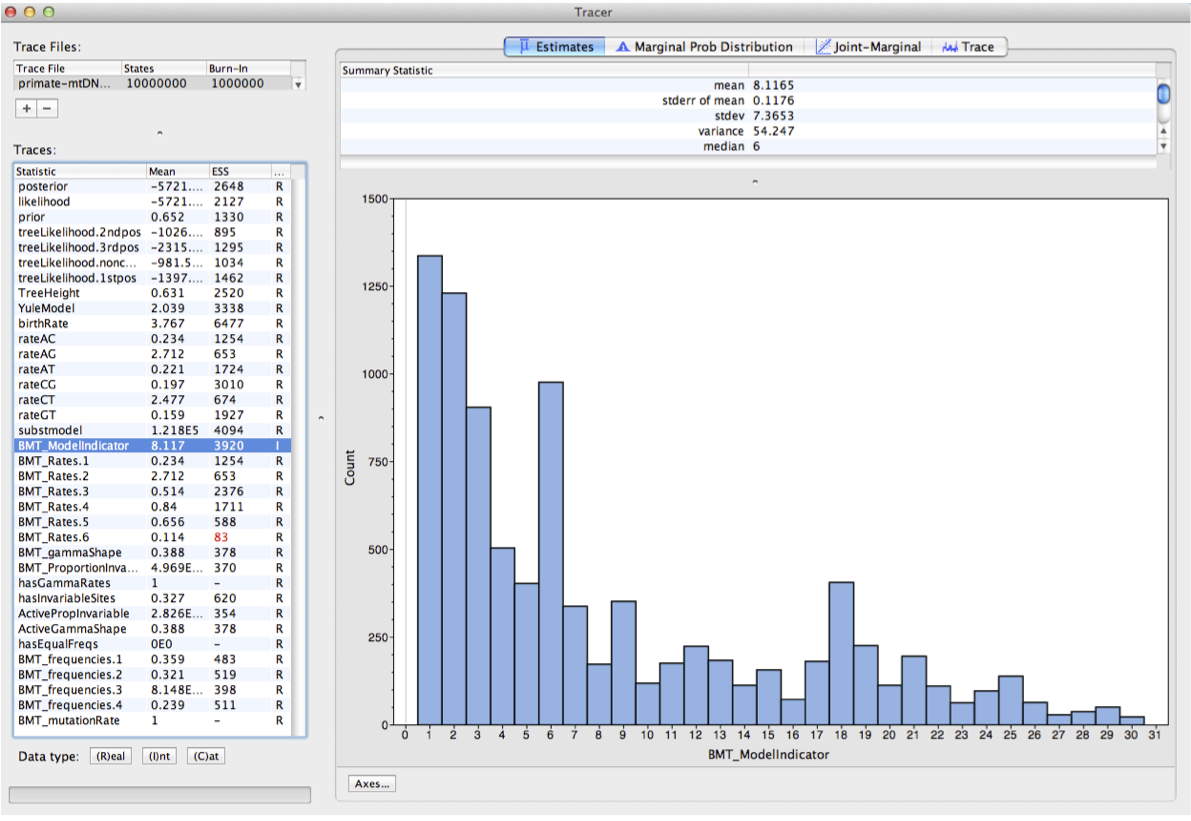 Tracer
Trace Files:
Trace File States Burn-In
primate-mtDN... 10000000 1000000
+ −
Traces:
Statistic Mean ESS ...
posterior -5721.... 2648 R
likelihood -5721.... 2127 R
prior 0.652 1330 R
treeLikelihood.2ndpos -1026.... 895 R
treeLikelihood.3rdpos -2315.... 1295 R
treeLikelihood.nonc... -981.5... 1034 R
treeLikelihood.1stpos -1397.... 1462 R
TreeHeight 0.631 2520 R
YuleModel 2.039 3338 R
birthRate 3.767 6477 R
rateAC 0.234 1254 R
rateAG 2.712 653 R
rateAT 0.221 1724 R
rateCG 0.197 3010 R
rateCT 2.477 674 R
rateGT 0.159 1927 R
substmodel 1.218E5 4094 R
BMT_ModelIndicator 8.117 3920 I
BMT_Rates.1 0.234 1254 R
BMT_Rates.2 2.712 653 R
BMT_Rates.3 0.514 2376 R
BMT_Rates.4 0.84 1711 R
BMT_Rates.5 0.656 588 R
BMT_Rates.6 0.114 83 R
BMT_gammaShape 0.388 378 R
BMT_ProportionInva... 4.969E... 370 R
hasGammaRates 1 - R
hasInvariableSites 0.327 620 R
ActivePropInvariable 2.826E... 354 R
ActiveGammaShape 0.388 378 R
hasEqualFreqs 0E0 - R
BMT_frequencies.1 0.359 483 R
BMT_frequencies.2 0.321 519 R
BMT_frequencies.3 8.148E... 398 R
BMT_frequencies.4 0.239 511 R
BMT_mutationRate 1 - R
Data type: (R)eal (I)nt (C)at
Estimates Marginal Prob Distribution Joint-Marginal Trace
Summary Statistic
mean 8.1165
stderr of mean 0.1176
stdev 7.3653
variance 54.247
median 6
1500
1250
1000
750
500
250
0
Count
0 1 2 3 4 5 6 7 8 9 10 11 12 13 14 15 16 17 18 19 20 21 22 23 24 25 26 27 28 29 30 31
BMT_ModelIndicator
Axes...